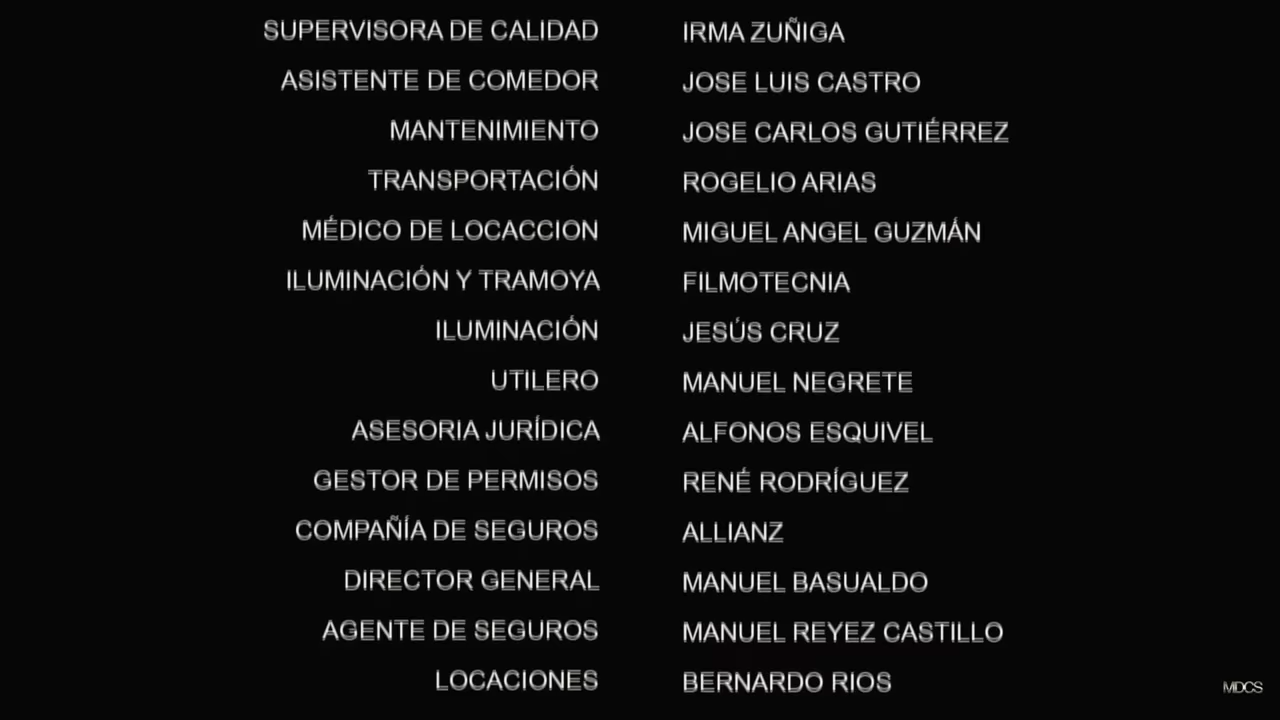 SUPERVISORA DE CALIDAD IRMA ZUÑIGA
ASISTENTE DE COMEDOR JOSE LUIS CASTRO
MANTENIMIENTO JOSE CARLOS GUTIÉRREZ
TRANSPORTACIÓN ROGELIO ARIAS
MÉDICO DE LOCACCION MIGUEL ANGEL GUZMÁN
ILUMINACIÓN Y TRAMOYA FILMOTECNIA
ILUMINACIÓN JESÚS CRUZ
UTILERO MANUEL NEGRETE
ASESORIA JURÍDICA ALFONOS ESQUIVEL
GESTOR DE PERMISOS RENÉ RODRÍGUEZ
COMPAÑÍA DE SEGUROS ALLIANZ
DIRECTOR GENERAL MANUEL BASUALDO
AGENTE DE SEGUROS MANUEL REYEZ CASTILLO
LOCACIONES BERNARDO RIOS
MDCS